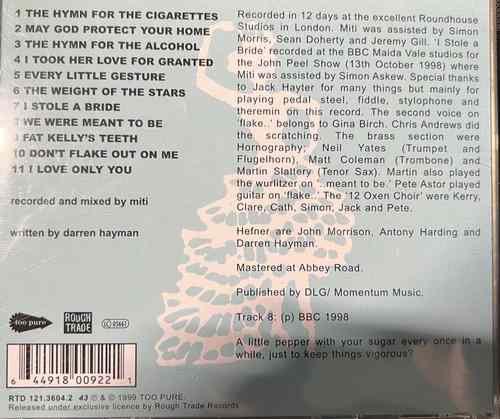 1 THE HYMN FOR THE CIGARETTES
2 MAY GOD PROTECT YOUR HOME
3 THE HYMN FOR THE ALCOHOL
4 I TOOK HER LOVE FOR GRANTED
5 EVERY LITTLE GESTURE
6 THE WEIGHT OF THE STARS
7 I STOLE A BRIDE
WE WERE MEANT TO BE
FAT KELLY'S TEETH
10 DON'T FLAKE OUT ON ME
11 I LOVE ONLY YOU
recorded and mixed by miti
written by darren hayman
Recorded in 12 days at the excellent Roundhouse
Studios in London. Miti was assisted by Simon
Morris, Sean Doherty and Jeremy Gill. 'I Stole a
Bride' recorded at the BBC Maida Vale studios for
the John Peel Show (13th October 1998) where
Miti was assisted by Simon Askew. Special thanks
to Jack Hayter for many things but mainly for
playing pedal steel, fiddle, stylophone and
theremin on this record. The second voice on
'flake..' belongs to Gina Birch. Chris Andrews did
the scratching. The brass section were
Hornography; Neil Yates (Trumpet and
Flugelhorn), Matt Coleman (Trombone) and
Martin Slattery (Tenor Sax). Martin also played
the wurlitzer on '..meant to be.' Pete Astor played
guitar on 'flake..' The '12 Oxen Choir' were Kerry,
Clare, Cath, Simon, Jack and Pete.
Hefner are John Morrison, Antony Harding and
Darren Hayman.
Mastered at Abbey Road.
Published by DLG/ Momentum Music.
Track 8: (p) BBC 1998
A little pepper with your sugar every once in a
while, just to keep things vigorous?
too pure
ROUGH
TRADE
LC 05661
6 44918 00922 1
RTD 121.3604.2 43 ℗ & © 1999 TOO PURE.
Released under exclusive licence by Rough Trade Records